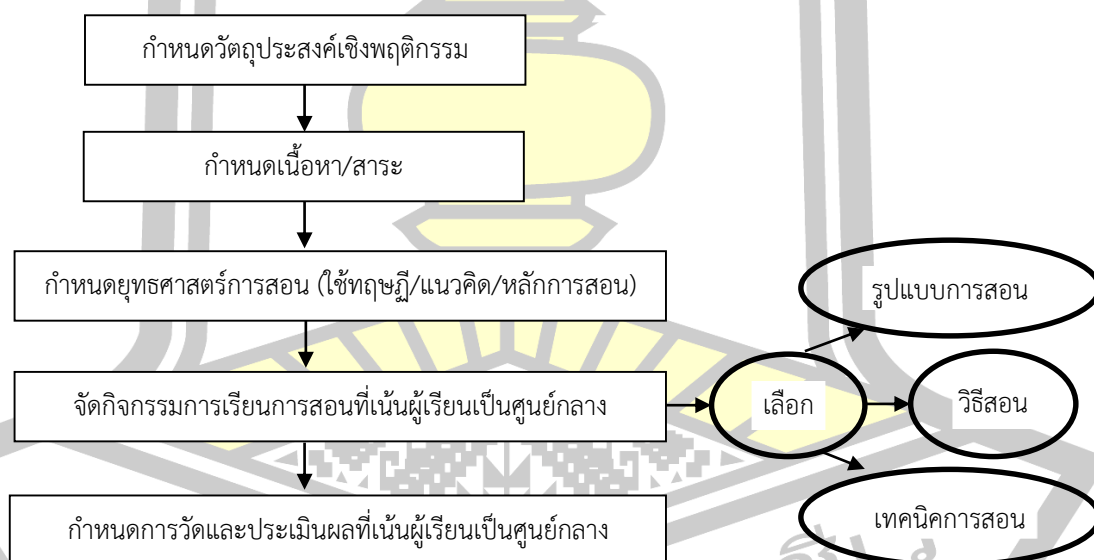 กำหนดวัตถุประสงค์เชิงพฤติกรรม
กำหนดเนื้อหา/สาระ
กำหนดยุทธศาสตร์การสอน (ใช้ทฤษฏี/แนวคิด/หลักการสอน)
รูปแบบการสอน
จัดกิจกรรมการเรียนการสอนที่เน้นผู้เรียนเป็นศูนย์กลาง
เลือก
วิธีสอน
กำหนดการวัดและประเมินผลที่เน้นผู้เรียนเป็นศูนย์กลาง
เทคนิคการสอน